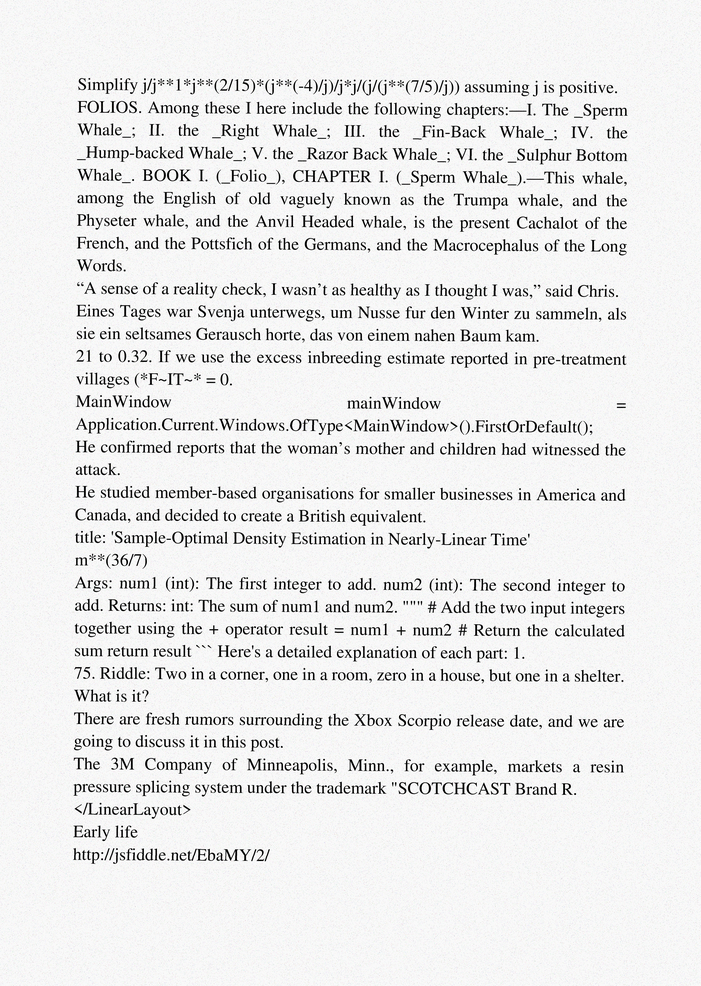 Simplify j/j**1*j**(2/15)*(j**(-4)/j)/j*j/(j/(j**(7/5)/j)) assuming j is positive.
FOLIOS. Among these I here include the following chapters:—I. The _Sperm
Whale_; II. the _Right Whale_; III. the _Fin-Back Whale_; IV. the
_Hump-backed Whale_; V. the _Razor Back Whale_; VI. the _Sulphur Bottom
Whale_. BOOK I. (_Folio_), CHAPTER I. (_Sperm Whale_).—This whale,
among the English of old vaguely known as the Trumpa whale, and the
Physeter whale, and the Anvil Headed whale, is the present Cachalot of the
French, and the Pottsfich of the Germans, and the Macrocephalus of the Long
Words.
“A sense of a reality check, I wasn’t as healthy as I thought I was,” said Chris.
Eines Tages war Svenja unterwegs, um Nusse fur den Winter zu sammeln, als
sie ein seltsames Gerausch horte, das von einem nahen Baum kam.
21 to 0.32. If we use the excess inbreeding estimate reported in pre-treatment
villages (*F~IT~* = 0.
MainWindow mainWindow =
Application.Current.Windows.OfType<MainWindow>().FirstOrDefault();
He confirmed reports that the woman’s mother and children had witnessed the
attack.
He studied member-based organisations for smaller businesses in America and
Canada, and decided to create a British equivalent.
title: 'Sample-Optimal Density Estimation in Nearly-Linear Time'
m**(36/7)
Args: num1 (int): The first integer to add. num2 (int): The second integer to
add. Returns: int: The sum of num1 and num2. """ # Add the two input integers
together using the + operator result = num1 + num2 # Return the calculated
sum return result ``` Here's a detailed explanation of each part: 1.
75. Riddle: Two in a corner, one in a room, zero in a house, but one in a shelter.
What is it?
There are fresh rumors surrounding the Xbox Scorpio release date, and we are
going to discuss it in this post.
The 3M Company of Minneapolis, Minn., for example, markets a resin
pressure splicing system under the trademark "SCOTCHCAST Brand R.
</LinearLayout>
Early life
http://jsfiddle.net/EbaMY/2/